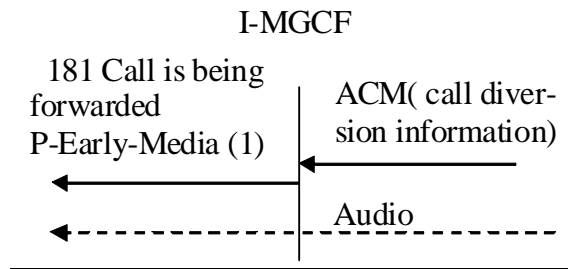 I-MGCF
181 Call is being
forwarded
P-Early-Media (1)
ACM( call diver-
sion information)
Audio